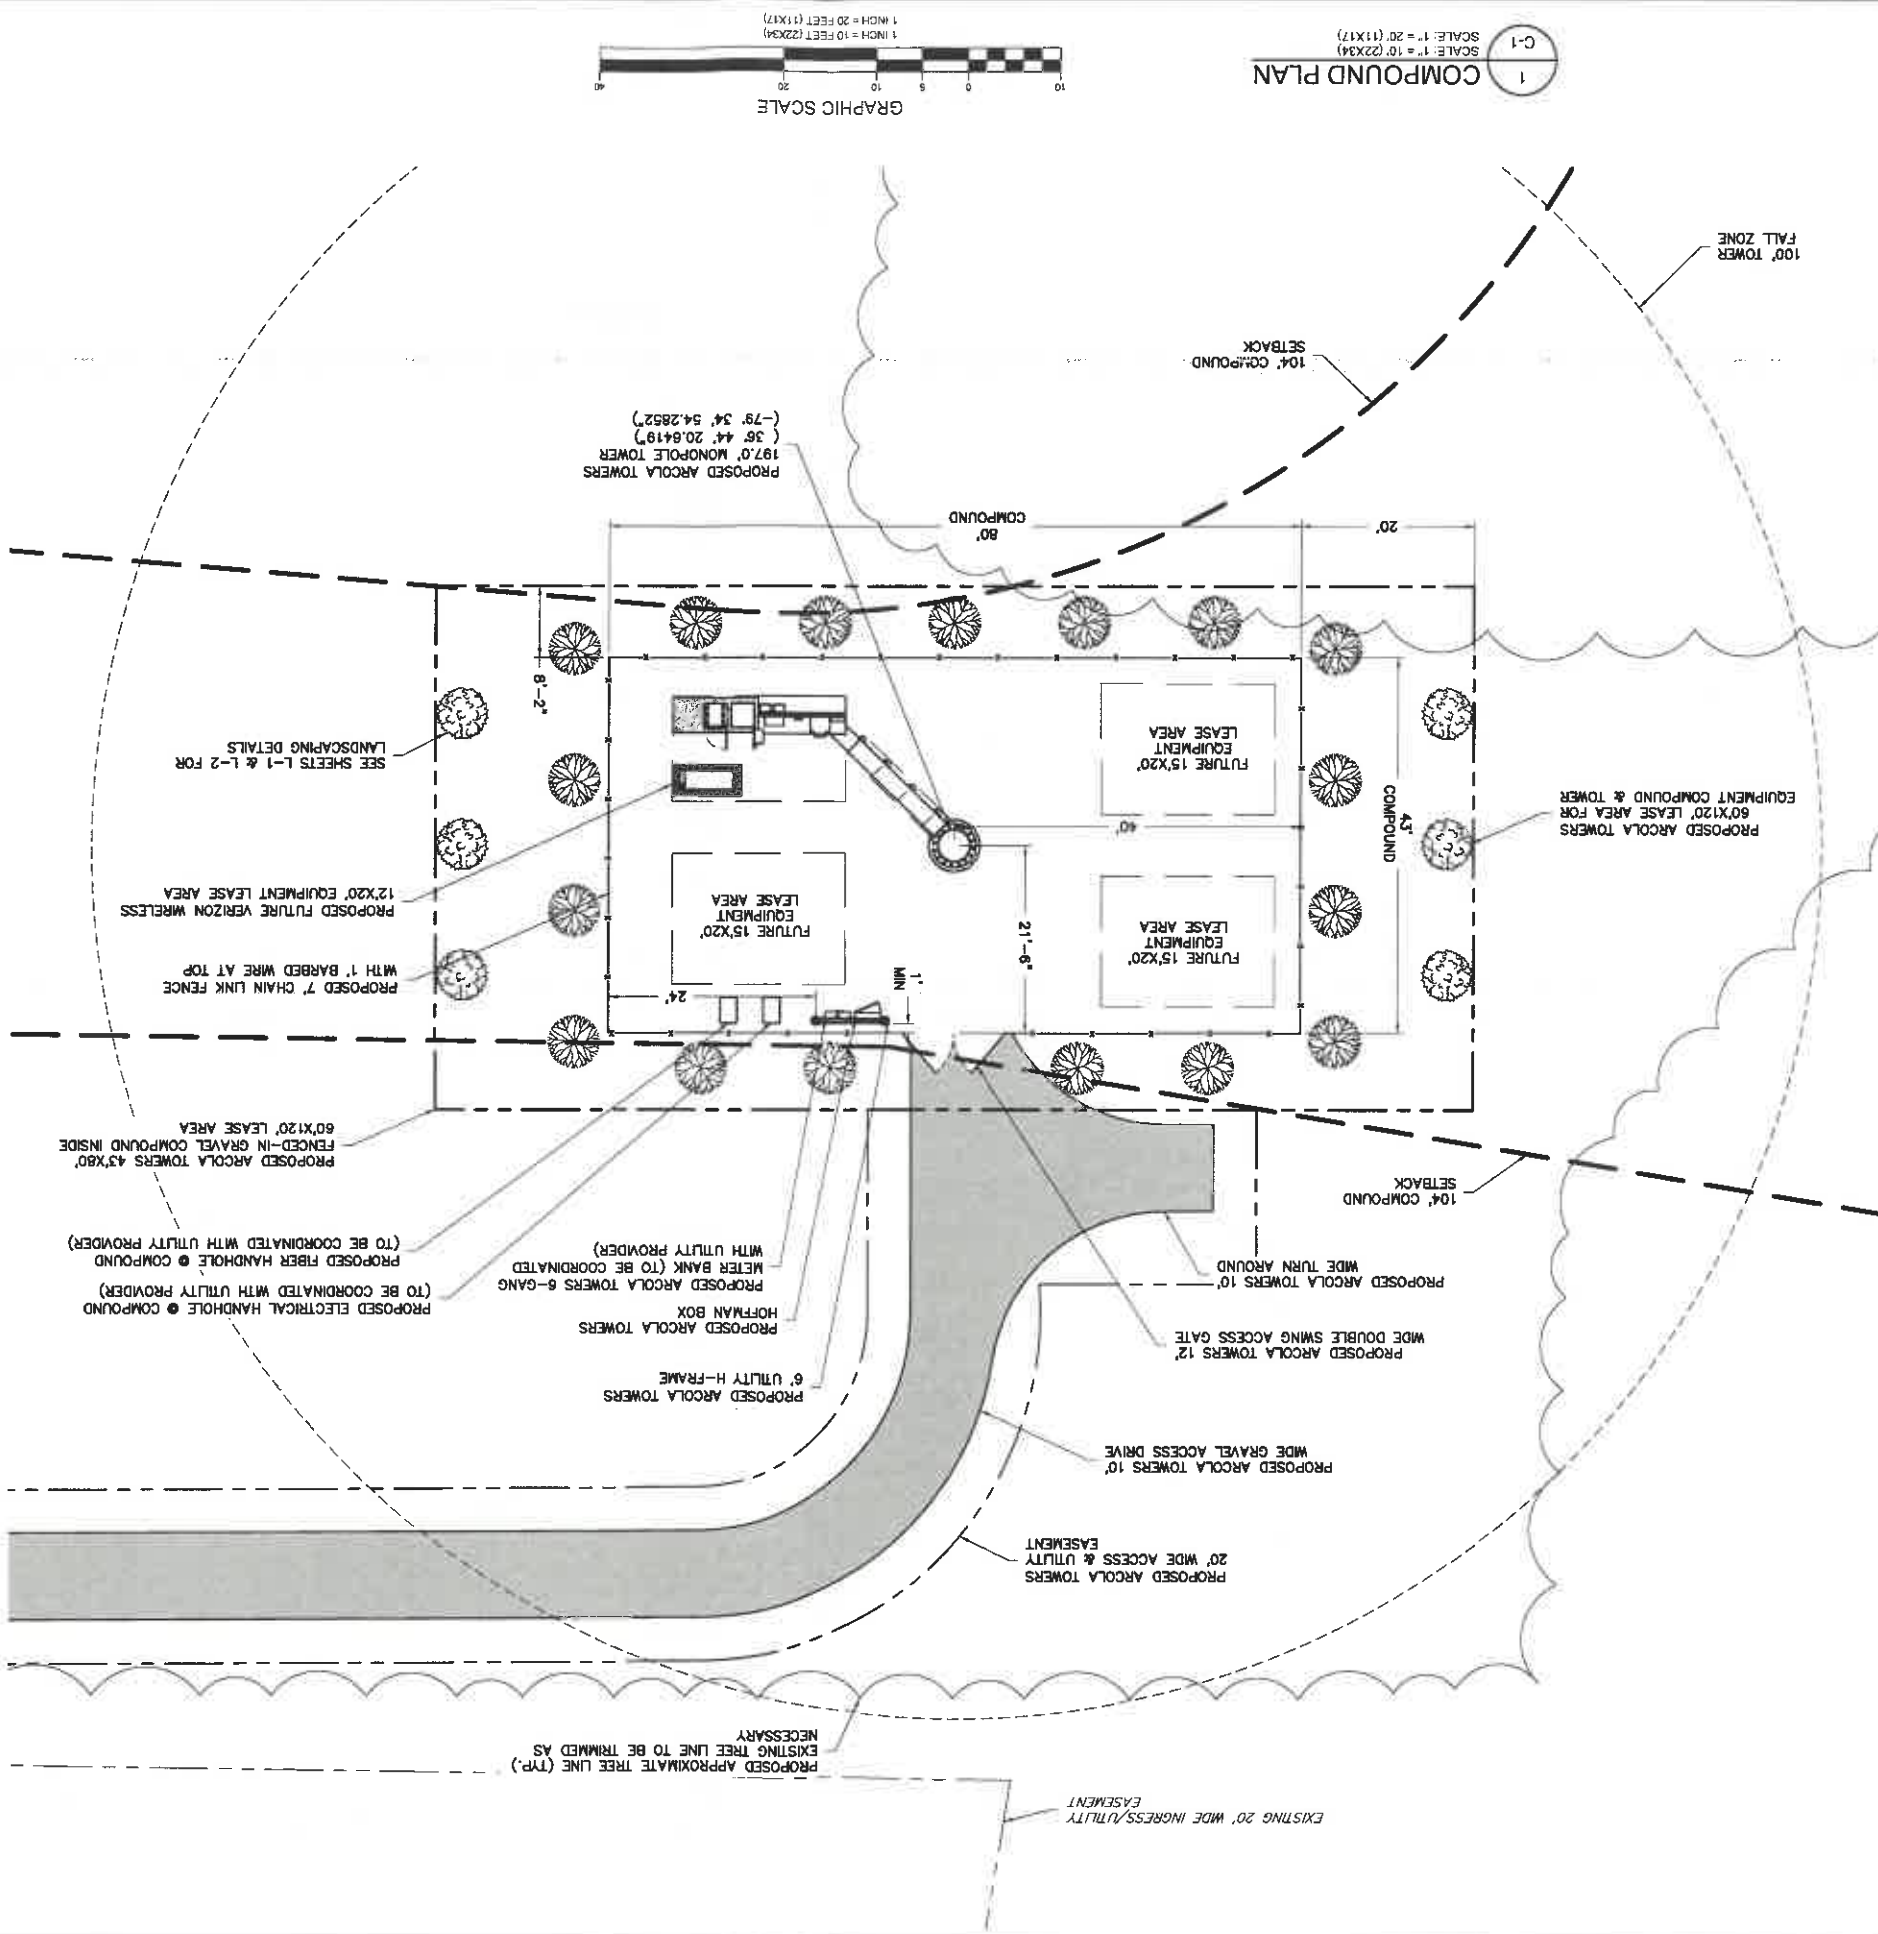 EXISTING 20' WIDE INGRESS/UTILITY
EASEMENT
PROPOSED APPROXIMATE TREE LINE (TYP.)
EXISTING TREE LINE TO BE TRIMMED AS
NECESSARY
PROPOSED ARCOLA TOWERS
20' WIDE ACCESS & UTILITY
EASEMENT
PROPOSED ARCOLA TOWERS 10'
WIDE GRAVEL ACCESS DRIVE
PROPOSED ARCOLA TOWERS
6' UTILITY H-FRAME
PROPOSED ARCOLA TOWERS 12'
WIDE DOUBLE SWING ACCESS GATE
PROPOSED ARCOLA TOWERS
HOFFMAN BOX
PROPOSED ELECTRICAL HANDHOLE @ COMPOUND
(TO BE COORDINATED WITH UTILITY PROVIDER)
PROPOSED ARCOLA TOWERS 10'
WIDE TURN AROUND
PROPOSED ARCOLA TOWERS 6-GANG
METER BANK (TO BE COORDINATED
WITH UTILITY PROVIDER)
PROPOSED FIBER HANDHOLE @ COMPOUND
(TO BE COORDINATED WITH UTILITY PROVIDER)
104' COMPOUND
SETBACK
PROPOSED ARCOLA TOWERS 43'X80'
FENCED-IN GRAVEL COMPOUND INSIDE
60'X120' LEASE AREA
24'
1'
MIN
PROPOSED 7' CHAIN LINK FENCE
WITH 1' BARBED WIRE AT TOP
FUTURE 15'X20'
EQUIPMENT
LEASE AREA
21'-6"
FUTURE 15'X20'
EQUIPMENT
LEASE AREA
PROPOSED FUTURE VERIZON WIRELESS
12'X20' EQUIPMENT LEASE AREA
PROPOSED ARCOLA TOWERS
60'X120' LEASE AREA FOR
EQUIPMENT COMPOUND & TOWER
43'
COMPOUND
40'
FUTURE 15'X20'
EQUIPMENT
LEASE AREA
SEE SHEETS L-1 & L-2 FOR
LANDSCAPING DETAILS
8'-2"
20'
80'
COMPOUND
PROPOSED ARCOLA TOWERS
197.0' MONOPOLE TOWER
( 36° 44' 20.6419")
(-79° 34' 54.2852")
104' COMPOUND
SETBACK
100' TOWER
FALL ZONE
1
C-1
COMPOUND PLAN
SCALE: 1" = 10' (22X34)
SCALE: 1" = 20' (11X17)
GRAPHIC SCALE
10 0 5 10 20 40
1 INCH = 10 FEET (22X34)
1 INCH = 20 FEET (11X17)